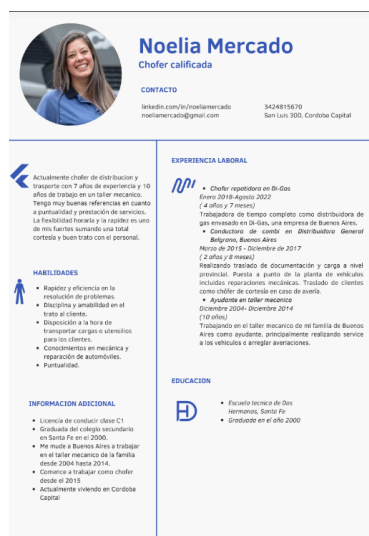 Noelia Mercado
Chofer calificada
CONTACTO
linkedin.com/in/noeliamercado
noeliamercado@gmail.com
3424815670
San Luis 300, Cordoba Capital
Actualmente chofer de distribucion y
trasporte con 7 años de experiencia y 10
años de trabajo en un taller mecanico.
Tengo muy buenas referencias en cuanto
a puntualidad y prestación de servicios.
La flexibilidad horaria y la rapidez es uno
de mis fuertes sumando una total
cortesia y buen trato con el personal.
HABILIDADES
• Rapidez y eficiencia en la
resolución de problemas.
• Disciplina y amabilidad en el
trato al cliente.
• Disposición a la hora de
transportar cargas o utensilios
para los clientes.
• Conocimientos en mecánica y
reparación de automóviles.
• Puntualidad.
INFORMACION ADICIONAL
• Licencia de conducir clase C1
• Graduada del colegio secundario
en Santa Fe en el 2000.
• Me mude a Buenos Aires a trabajar
en el taller mecanico de la familia
desde 2004 hasta 2014.
• Comence a trabajar como chofer
desde el 2015
• Actualmente viviendo en Cordoba
Capital
EXPERIENCIA LABORAL
• Chofer repatidora en Di-Gas
Enero 2018-Agosto 2022
( 4 años y 7 meses)
Trabajadora de tiempo completo como distribuidora de
gas envasado en Di-Gas, una empresa de Buenos Aires.
• Conductora de combi en Distribuidora General
Belgrano, Buenos Aires
Marzo de 2015 - Diciembre de 2017
( 2 años y 8 meses)
Realizando traslado de documentación y carga a nivel
provincial. Puesta a punto de la planta de vehículos
incluidas reparaciones mecánicas. Traslado de clientes
como chófer de cortesía en caso de avería.
• Ayudante en taller mecanico
Diciembre 2004- Diciembre 2014
(10 años)
Trabajando en el taller mecanico de mi familia de Buenos
Aires como ayudante, principalmente realizando service
a los vehiculos o arreglar averiaciones.
EDUCACION
• Escuela tecnica de Dos
Hermanas, Santa Fe
• Graduada en el año 2000